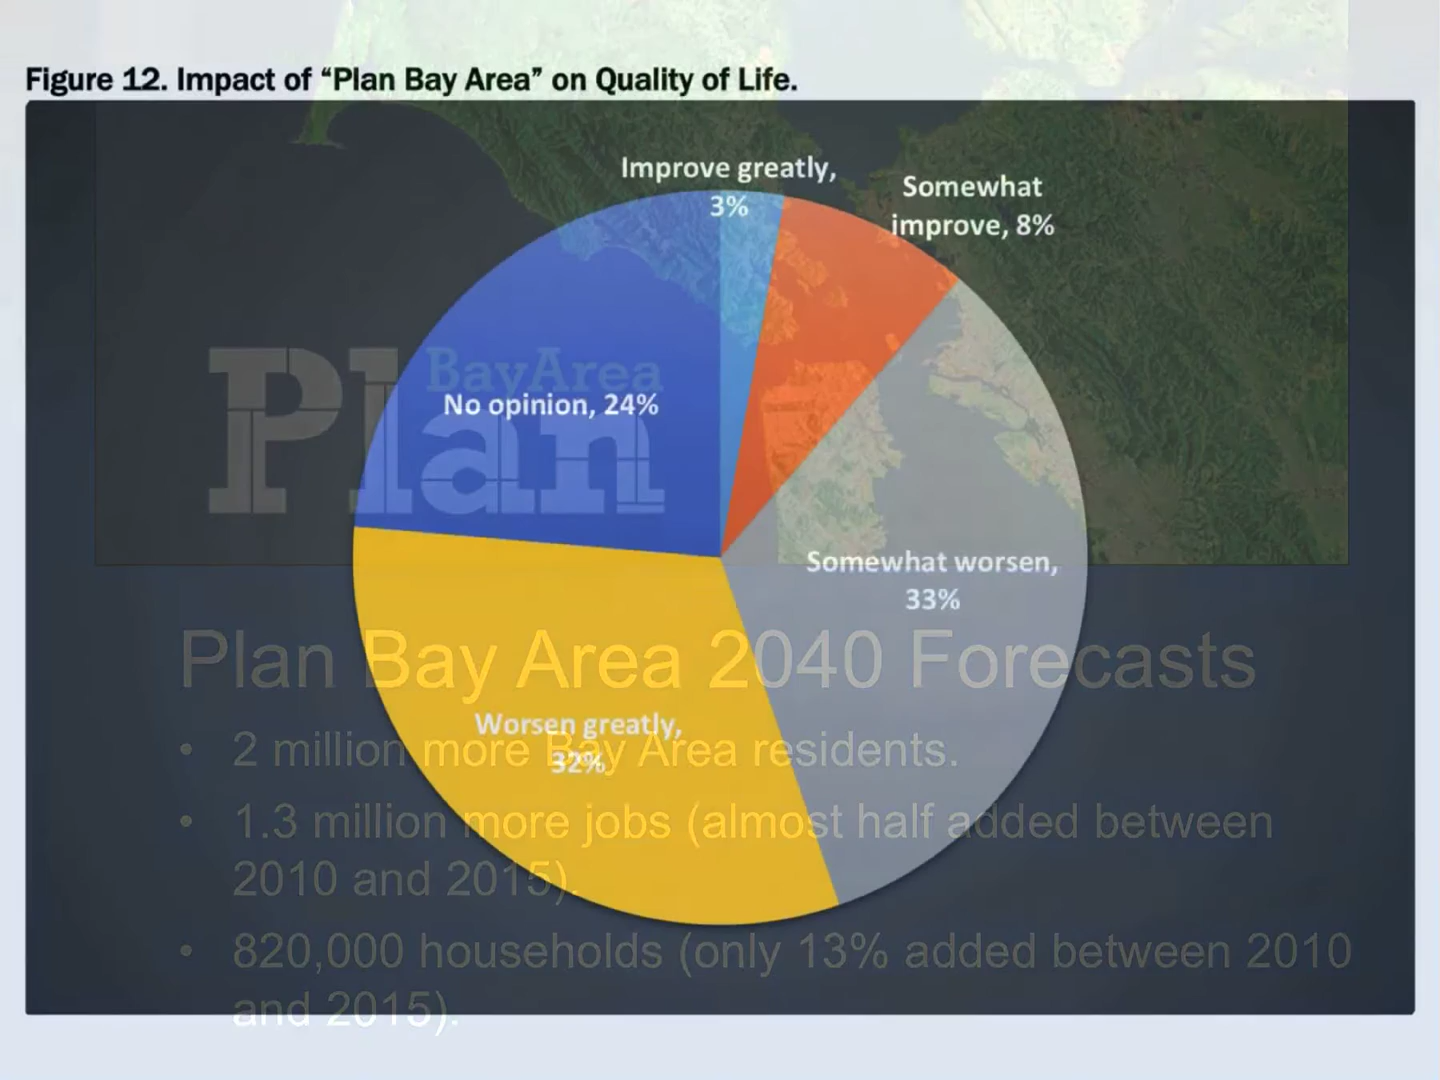 Figure 12. Impact of “Plan Bay Area” on Quality of Life.
Improve greatly,
3%
Somewhat
improve, 8%
BayArea
Plan
No opinion, 24%
Somewhat worsen,
33%
Plan Bay Area 2040 Forecasts
Worsen greatly,
32%
• 2 million more Bay Area residents.
• 1.3 million more jobs (almost half added between
2010 and 2015).
• 820,000 households (only 13% added between 2010
and 2015).